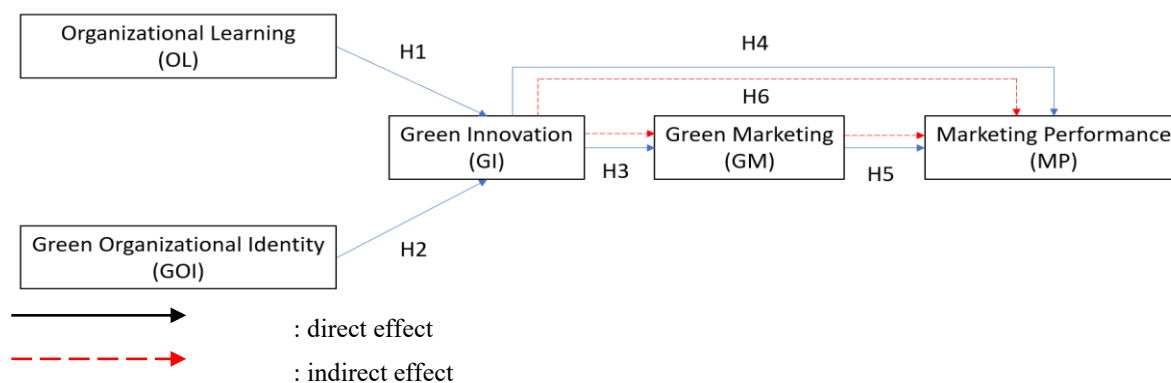 Organizational Learning
(OL)
H1
H4
H6
Green Innovation
(GI)
H3
Green Marketing
(GM)
H5
Marketing Performance
(MP)
Green Organizational Identity
(GOI)
H2
: direct effect
: indirect effect